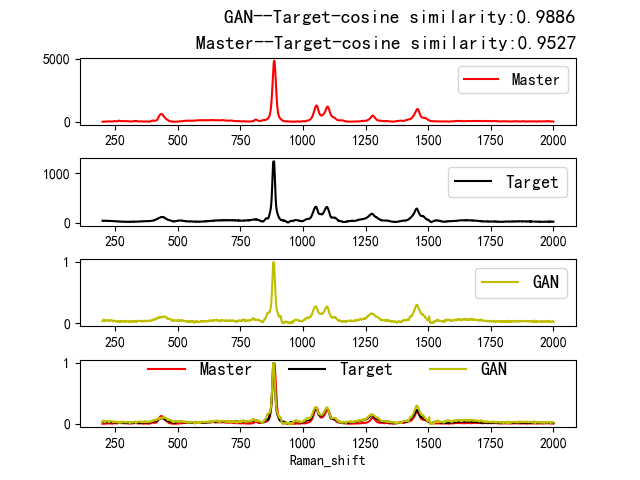 GAN--Target-cosine similarity:0.9886
Master--Target-cosine similarity:0.9527
5000
0
Master
250 500 750 1000 1250 1500 1750 2000
1000
0
Target
250 500 750 1000 1250 1500 1750 2000
1
0
GAN
250 500 750 1000 1250 1500 1750 2000
1
0
Master Target GAN
250 500 750 1000 1250 1500 1750 2000
Raman_shift